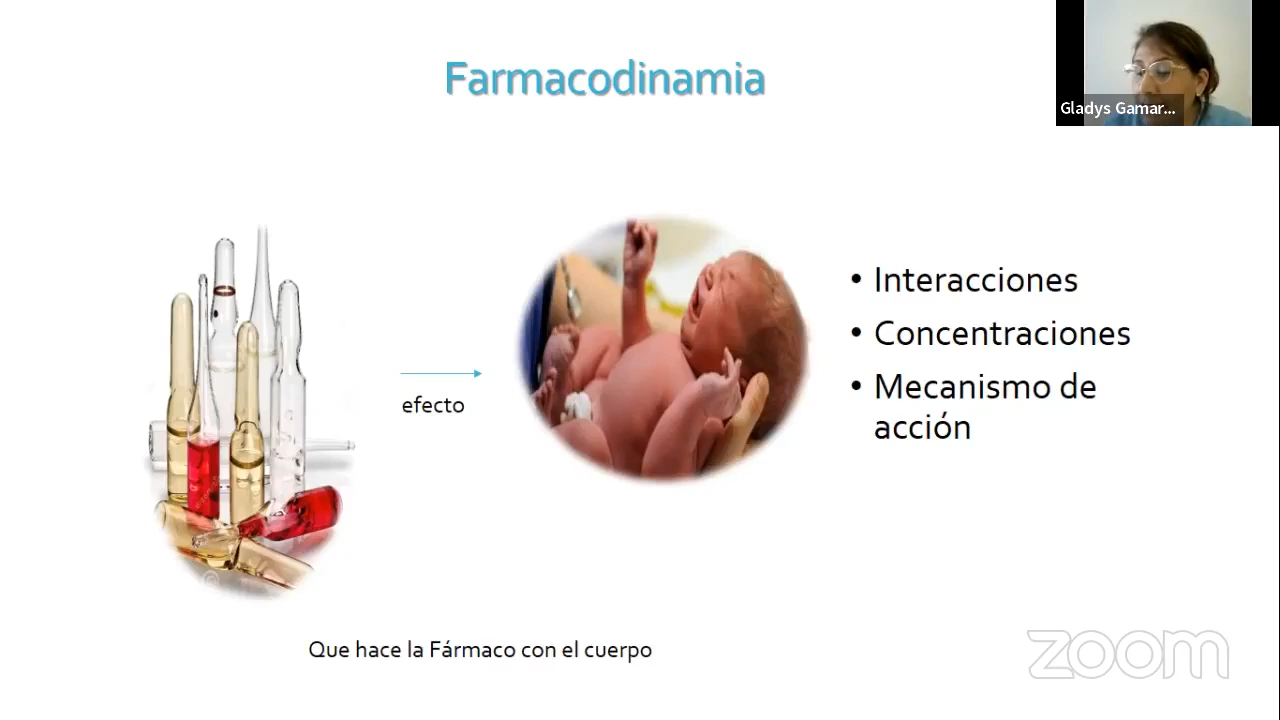 Farmacodinamia
Gladys Gamar...
• Interacciones
• Concentraciones
• Mecanismo de
acción
efecto
Que hace la Fármaco con el cuerpo
zoom